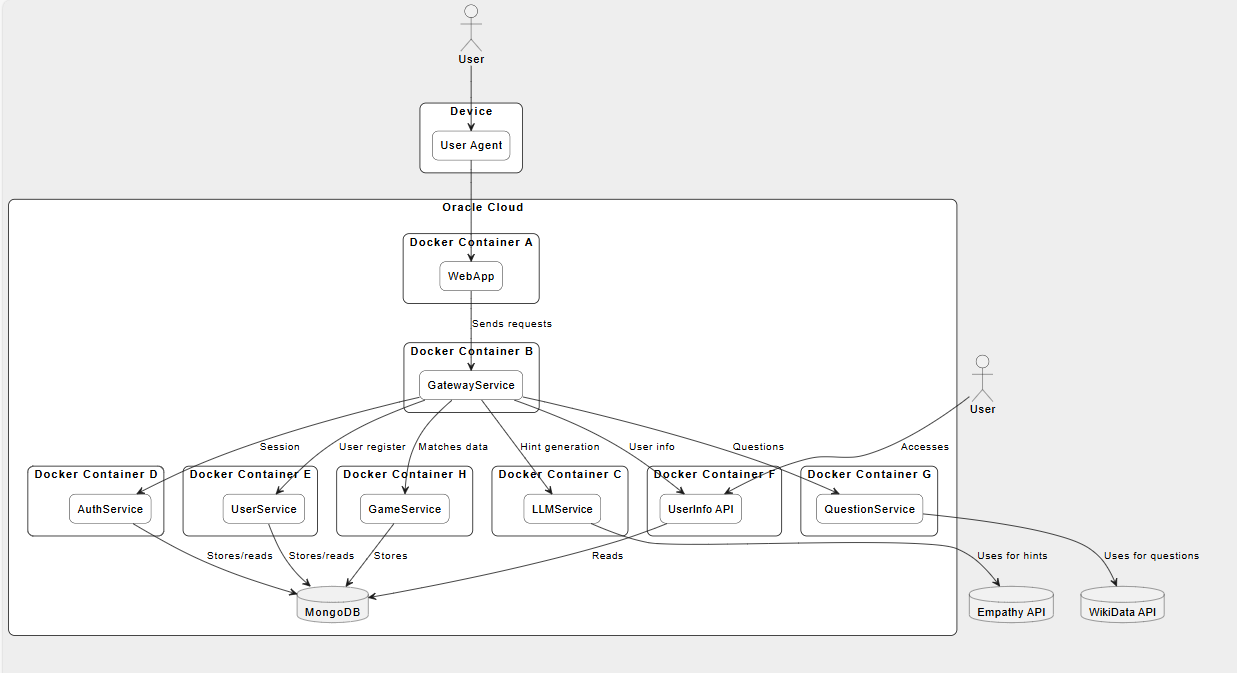 User
Device
User Agent
Oracle Cloud
Docker Container A
WebApp
Sends requests
Docker Container B
GatewayService
User
Session
User register
Matches data
Hint generation
User info
Questions
Accesses
Docker Container D
Docker Container E
Docker Container H
Docker Container C
Docker Container F
Docker Container G
AuthService
UserService
GameService
LLMService
UserInfo API
QuestionService
Stores/reads
Stores/reads
Stores
Reads
Uses for hints
Uses for questions
MongoDB
Empathy API
WikiData API